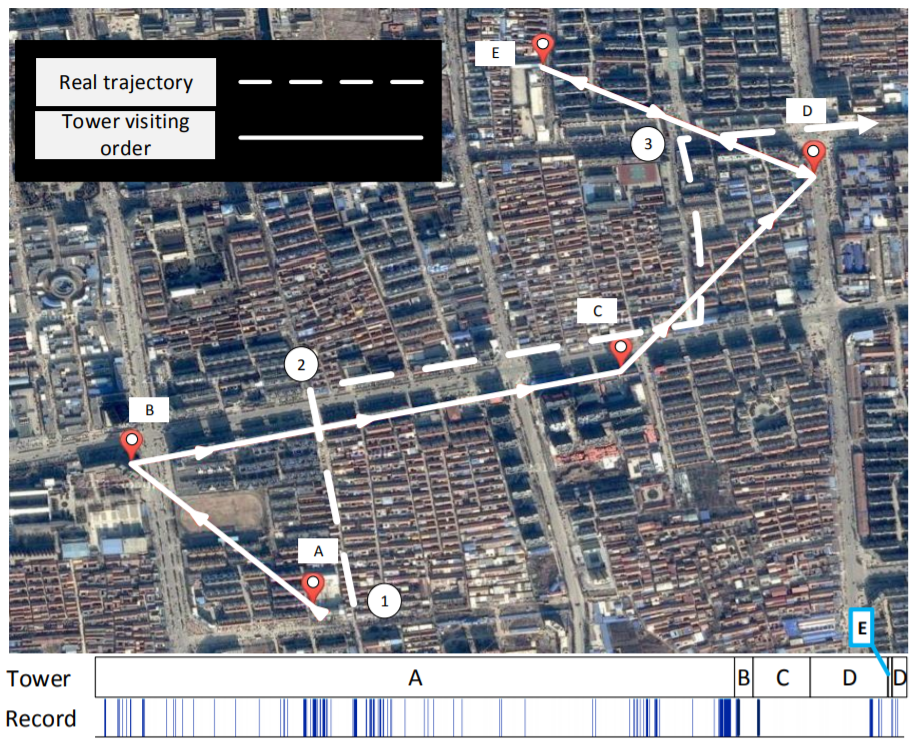 Real trajectory
Tower visiting
order
E
D
3
C
2
B
A
1
E
Tower A B C D D
Record